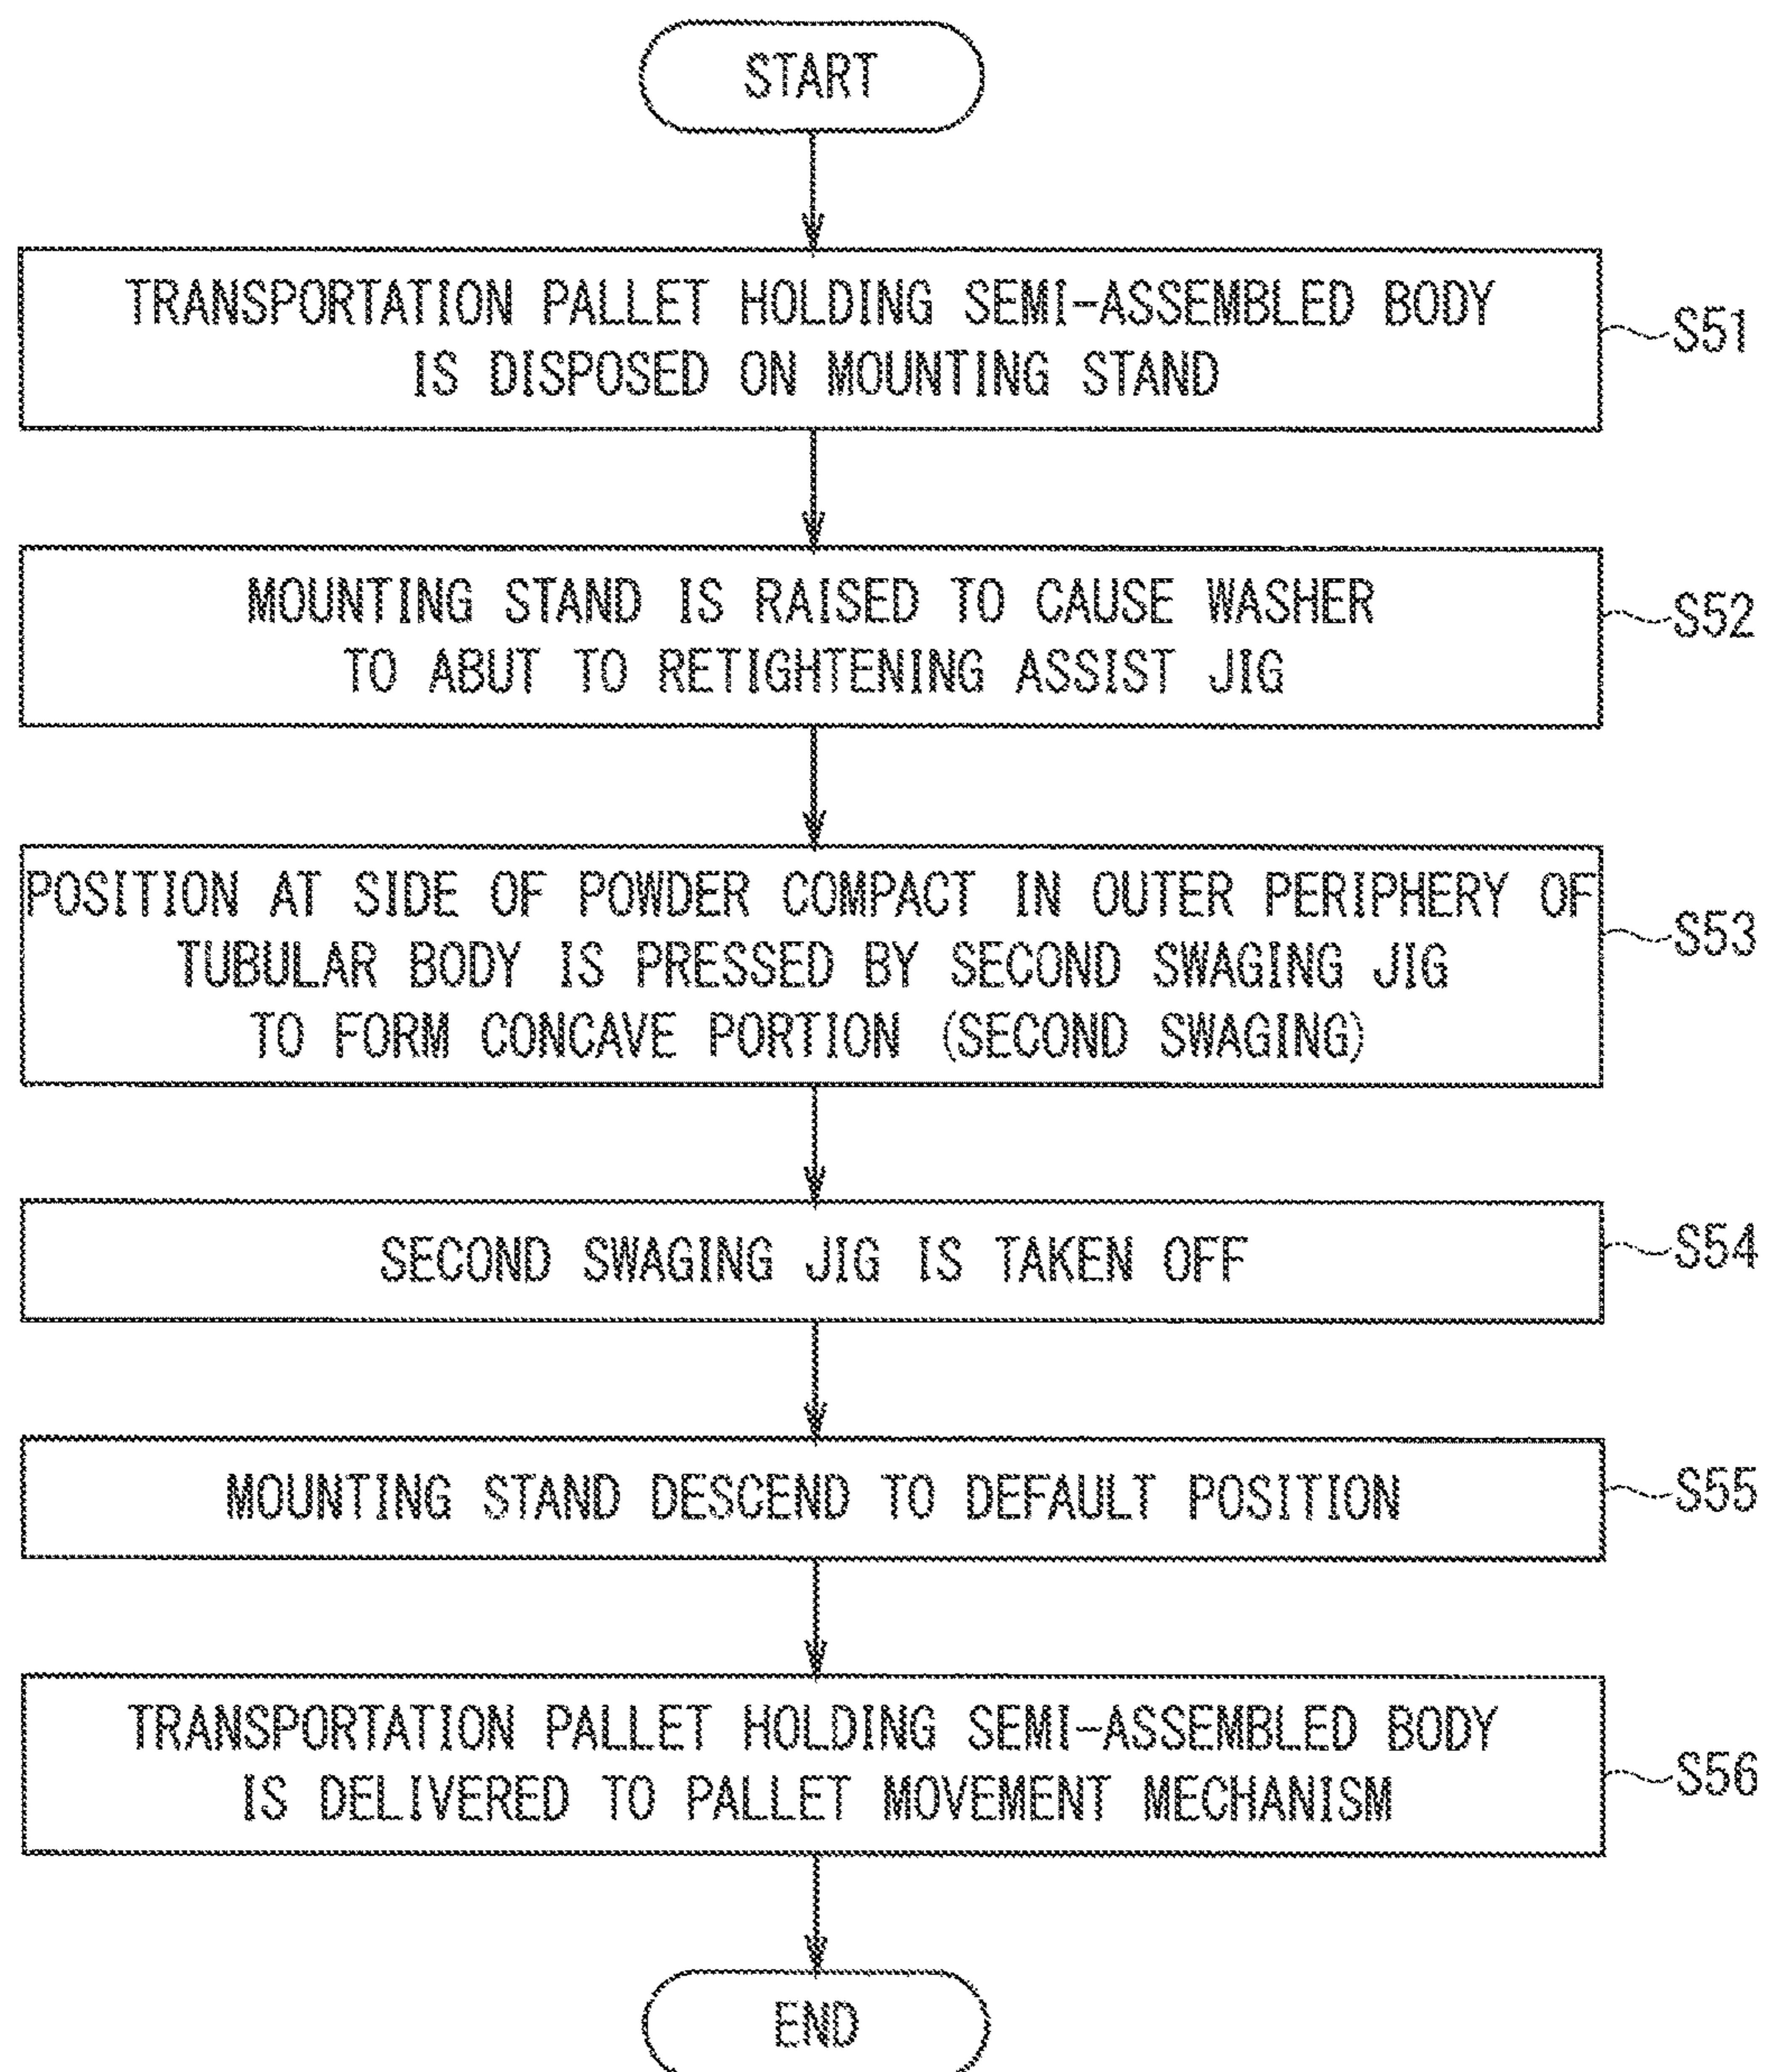 START
TRANSPORTATION PALLET HOLDING SEMI-ASSEMBLED BODY
IS DISPOSED ON MOUNTING STAND
S51
MOUNTING STAND IS RAISED TO CAUSE WASHER
TO ABUT TO RETIGHTENING ASSIST JIG
S52
POSITION AT SIDE OF POWDER COMPACT IN OUTER PERIPHERY OF
TUBULAR BODY IS PRESSED BY SECOND SWAGING JIG
TO FORM CONCAVE PORTION (SECOND SWAGING)
S53
SECOND SWAGING JIG IS TAKEN OFF
S54
MOUNTING STAND DESCEND TO DEFAULT POSITION
S55
TRANSPORTATION PALLET HOLDING SEMI-ASSEMBLED BODY
IS DELIVERED TO PALLET MOVEMENT MECHANISM
S56
END